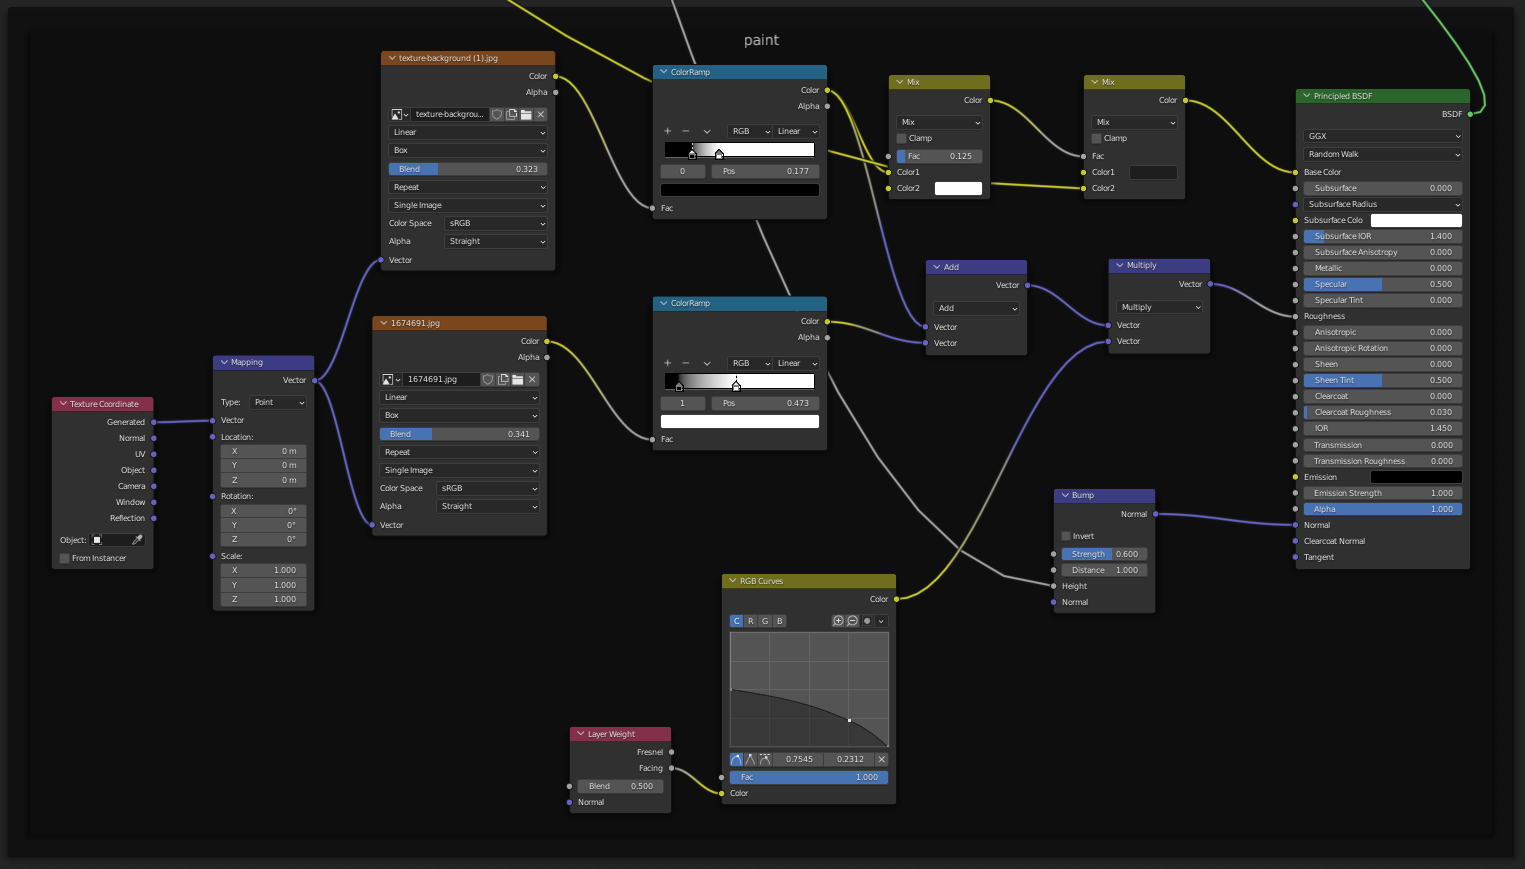 paint
texture-background (1).jpg
Color
Alpha
texture-backgrou...
Linear
Box
Blend 0.323
Repeat
Single Image
Color Space sRGB
Alpha Straight
Vector
1674691.jpg
Color
Alpha
1674691.jpg
Linear
Box
Blend 0.341
Repeat
Single Image
Color Space sRGB
Alpha Straight
Vector
Mapping
Vector
Type: Point
Vector
Location:
X 0 m
Y 0 m
Z 0 m
Rotation:
X 0°
Y 0°
Z 0°
Scale:
X 1.000
Y 1.000
Z 1.000
Texture Coordinate
Generated
Normal
UV
Object
Camera
Window
Reflection
Object:
From Instancer
ColorRamp
Color
Alpha
RGB Linear
0 Pos 0.177
Fac
ColorRamp
Color
Alpha
RGB Linear
1 Pos 0.473
Fac
Mix
Color
Mix
Clamp
Fac 0.125
Color1
Color2
Mix
Color
Mix
Clamp
Fac
Color1
Color2
Add
Vector
Add
Vector
Vector
Multiply
Vector
Multiply
Vector
Vector
Principled BSDF
BSDF
GGX
Random Walk
Base Color
Subsurface 0.000
Subsurface Radius
Subsurface Colo
Subsurface IOR 1.400
Subsurface Anisotropy 0.000
Metallic 0.000
Specular 0.500
Specular Tint 0.000
Roughness
Anisotropic 0.000
Anisotropic Rotation 0.000
Sheen 0.000
Sheen Tint 0.500
Clearcoat 0.000
Clearcoat Roughness 0.030
IOR 1.450
Transmission 0.000
Transmission Roughness 0.000
Emission
Emission Strength 1.000
Alpha 1.000
Normal
Clearcoat Normal
Tangent
Bump
Normal
Invert
Strength 0.600
Distance 1.000
Height
Normal
RGB Curves
Color
C R G B
0.7545 0.2312
Fac 1.000
Color
Layer Weight
Fresnel
Facing
Blend 0.500
Normal